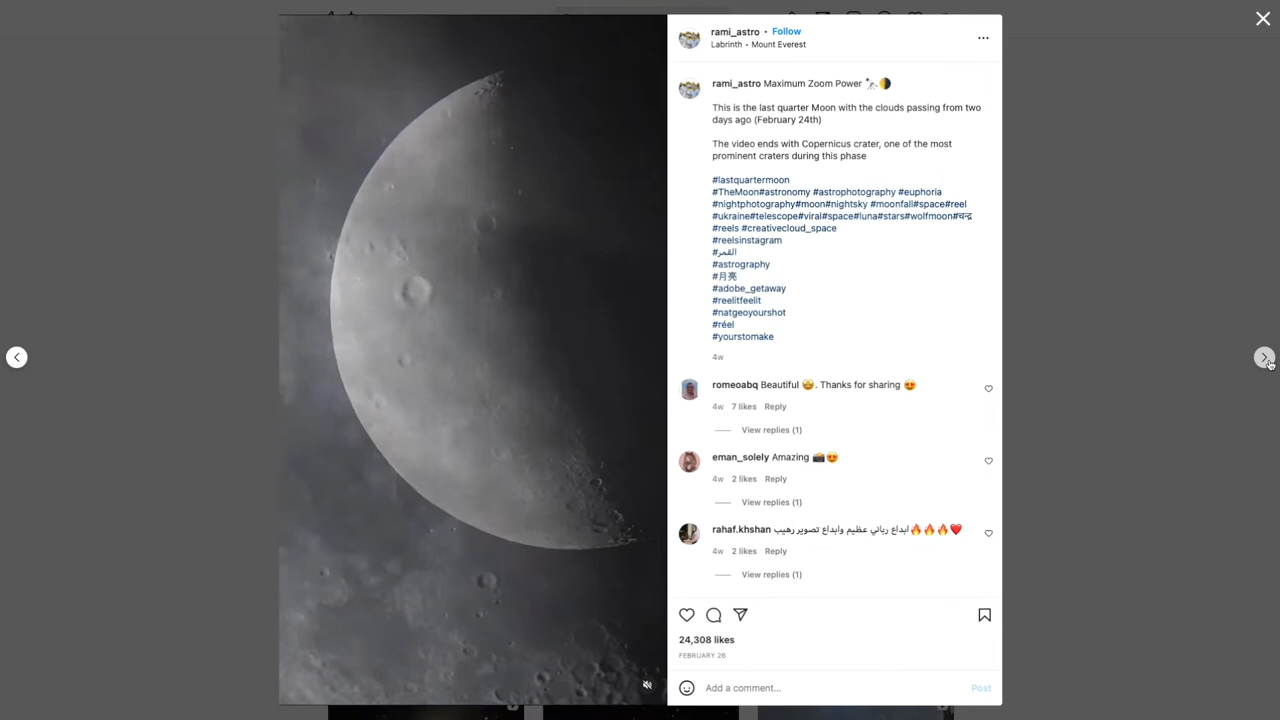 rami_astro • Follow
Labrinth • Mount Everest
rami_astro Maximum Zoom Power 🔭🌗
This is the last quarter Moon with the clouds passing from two
days ago (February 24th)
The video ends with Copernicus crater, one of the most
prominent craters during this phase
#lastquartermoon
#TheMoon#astronomy #astrophotography #euphoria
#nightphotography#moon#nightsky #moonfall#space#reel
#ukraine#telescope#viral#space#luna#stars#wolfmoon#चन्द्र
#reels #creativecloud_space
#reelsinstagram
#القمر
#astrography
#月亮
#adobe_getaway
#reelitfeelit
#natgeoyourshot
#réel
#yourstomake
4w
romeoabq Beautiful 🤩. Thanks for sharing 😍
4w 7 likes Reply
View replies (1)
eman_solely Amazing 📸😍
4w 2 likes Reply
View replies (1)
rahaf.khshan ابداع رباني عظيم وابداع تصوير رهيب🔥🔥🔥❤️
4w 2 likes Reply
View replies (1)
24,308 likes
FEBRUARY 26
Add a comment... Post